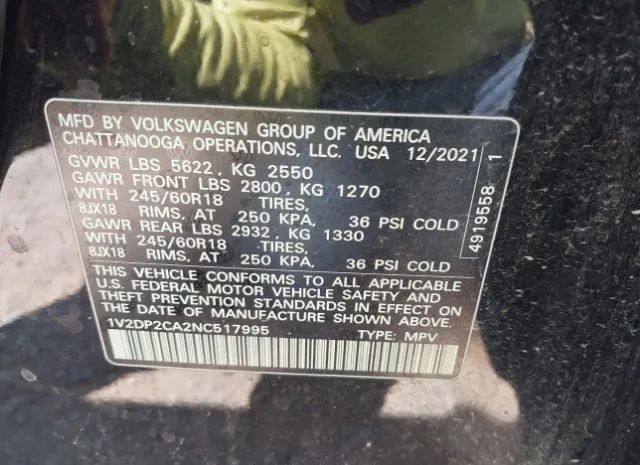 MFD BY VOLKSWAGEN GROUP OF AMERICA
CHATTANOOGA OPERATIONS, LLC. USA 12/2021
GVWR LBS 5622, KG 2550
GAWR FRONT LBS 2800, KG 1270
WITH 245/60R18 TIRES,
8JX18 RIMS, AT 250 KPA, 36 PSI COLD
GAWR REAR LBS 2932, KG 1330
WITH 245/60R18 TIRES,
8JX18 RIMS, AT 250 KPA, 36 PSI COLD
THIS VEHICLE CONFORMS TO ALL APPLICABLE
U.S. FEDERAL MOTOR VEHICLE SAFETY AND
THEFT PREVENTION STANDARDS IN EFFECT ON
THE DATE OF MANUFACTURE SHOWN ABOVE.
1V2DP2CA2NC517995 TYPE: MPV
4919558 1